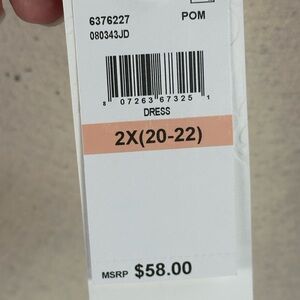 6376227 POM
080343JD
8 07263 67325 1
DRESS
2X(20-22)
MSRP $58.00